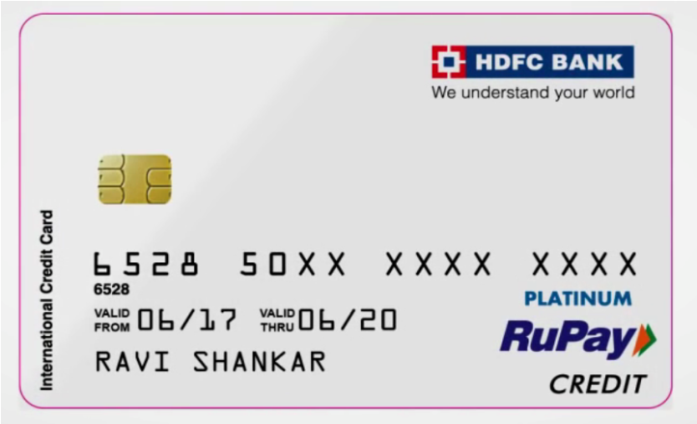 HDFC BANK
We understand your world
International Credit Card
6528 50XX XXXX XXXX
6528
VALID FROM 06/17 VALID THRU 06/20
RAVI SHANKAR
PLATINUM
RuPay
CREDIT